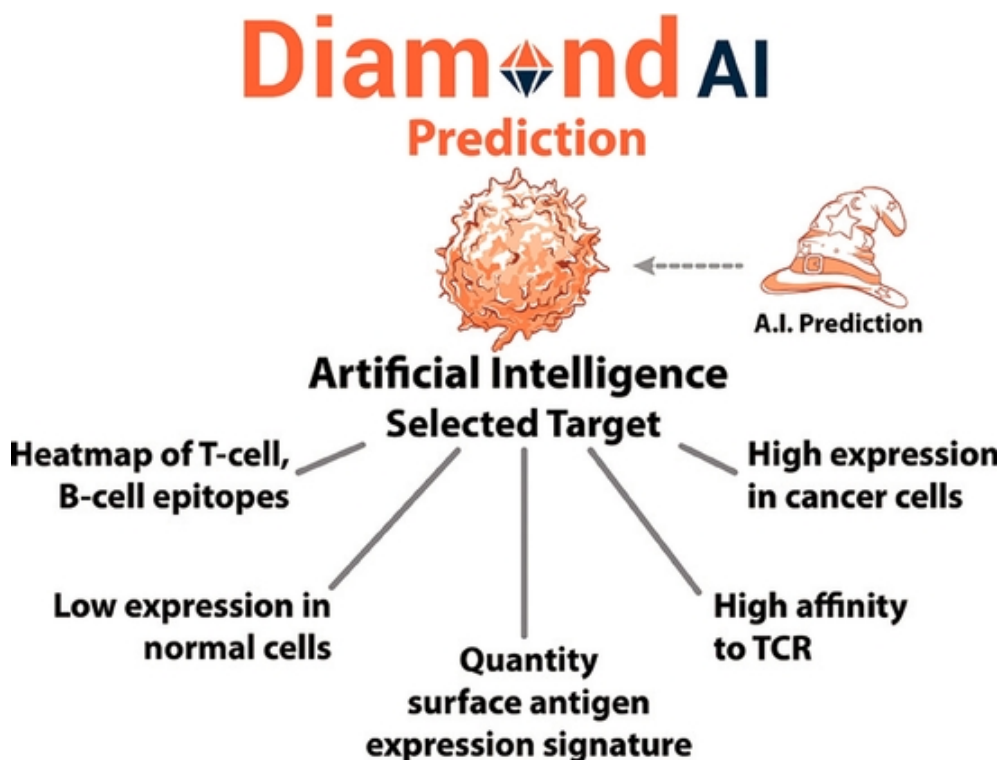 Diamond AI
Prediction
A.I. Prediction
Artificial Intelligence
Selected Target
Heatmap of T-cell,
B-cell epitopes
High expression
in cancer cells
Low expression in
normal cells
High affinity
to TCR
Quantity
surface antigen
expression signature